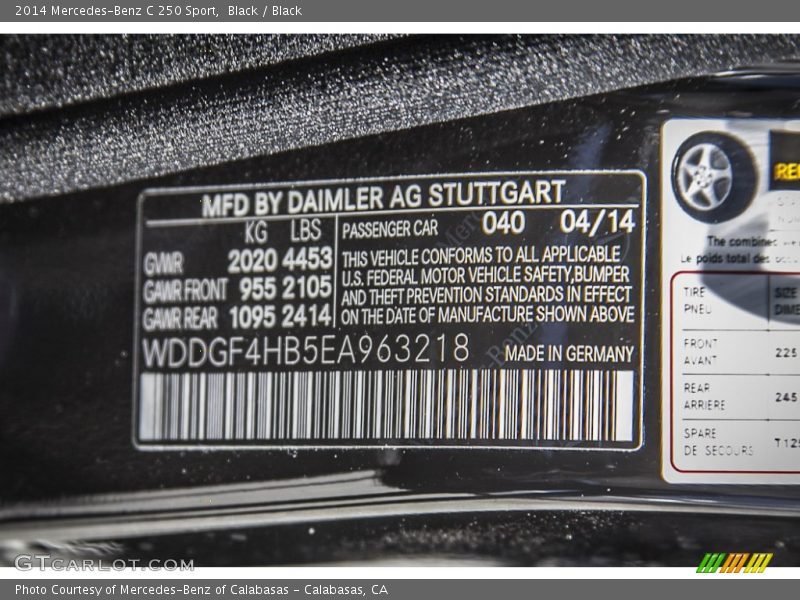 2014 Mercedes-Benz C 250 Sport,  Black / Black
MFD BY DAIMLER AG STUTTGART
KG LBS
GVWR 2020 4453
GAWR FRONT 955 2105
GAWR REAR 1095 2414
PASSENGER CAR 040 04/14
THIS VEHICLE CONFORMS TO ALL APPLICABLE
U.S. FEDERAL MOTOR VEHICLE SAFETY,BUMPER
AND THEFT PREVENTION STANDARDS IN EFFECT
ON THE DATE OF MANUFACTURE SHOWN ABOVE
WDDGF4HB5EA963218 MADE IN GERMANY
The combined
Le poids total des
TIRE SIZE
PNEU
FRONT 225
AVANT
REAR 245
ARRIERE
SPARE
DE SECOURS
GTCARLOT.COM
Photo Courtesy of Mercedes-Benz of Calabasas - Calabasas, CA